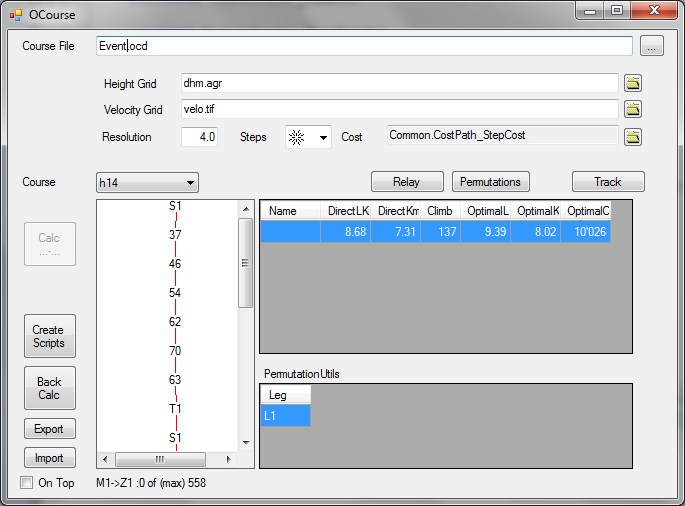 OCourse
Course File Event.ocd ...
Height Grid dhm.agr
Velocity Grid velo.tif
Resolution 4.0 Steps Cost Common.CostPath_StepCost
Course h14 Relay Permutations Track
S1
37
46
54
62
70
63
T1
S1
Name DirectLK DirectKm Climb OptimalL OptimalK OptimalC
8.68 7.31 137 9.39 8.02 10'026
Calc
...-...
Create
Scripts
Back
Calc
Export
Import
PermutationUtils
Leg
L1
On Top M1->Z1 :0 of (max) 558